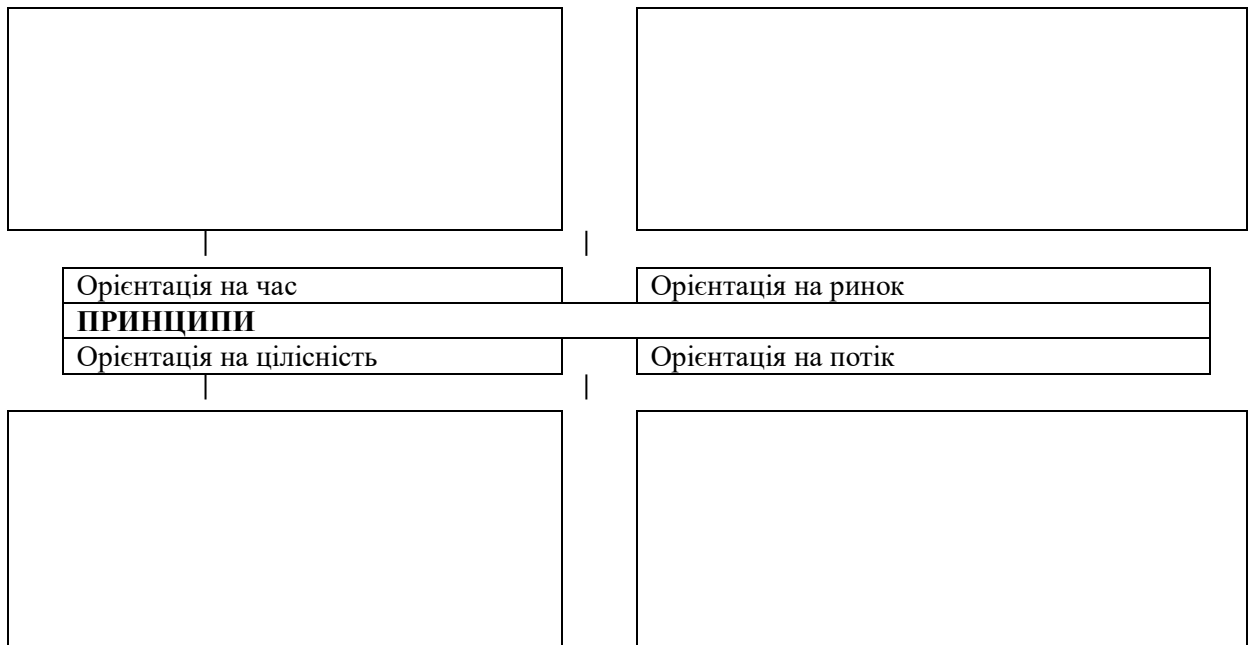 Орієнтація на час
Орієнтація на ринок
ПРИНЦИПИ
Орієнтація на цілісність
Орієнтація на потік